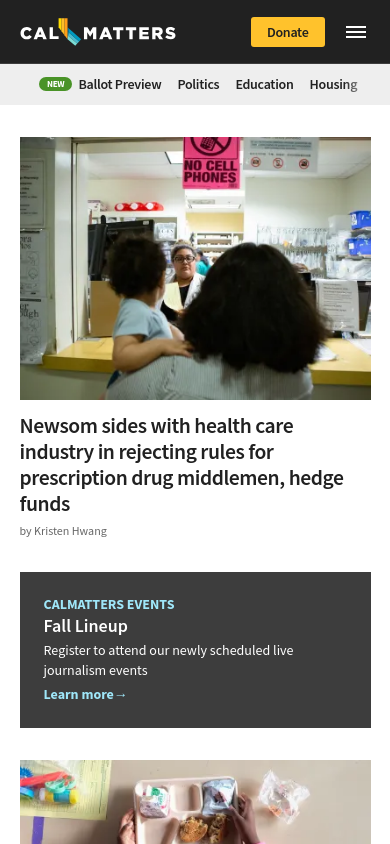 CAL MATTERS
Donate
NEW Ballot Preview Politics Education Housing
NO CELL
PHONES
Newsom sides with health care
industry in rejecting rules for
prescription drug middlemen, hedge
funds
by Kristen Hwang
CALMATTERS EVENTS
Fall Lineup
Register to attend our newly scheduled live
journalism events
Learn more→